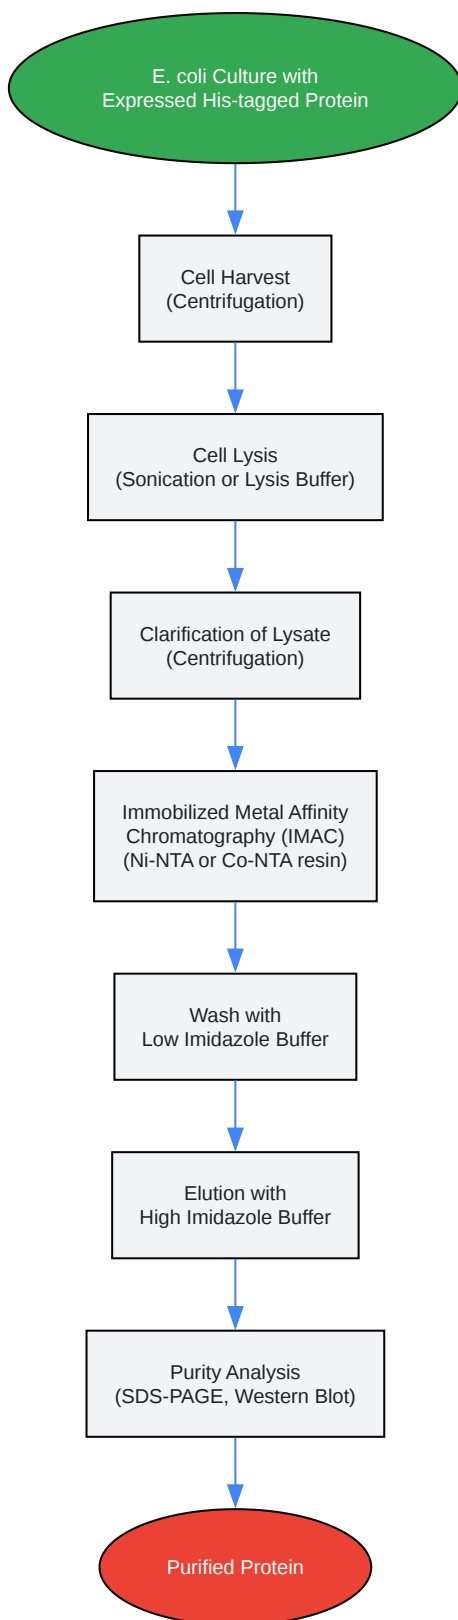 E. coli Culture with
Expressed His-tagged Protein
Cell Harvest
(Centrifugation)
Cell Lysis
(Sonication or Lysis Buffer)
Clarification of Lysate
(Centrifugation)
Immobilized Metal Affinity
Chromatography (IMAC)
(Ni-NTA or Co-NTA resin)
Wash with
Low Imidazole Buffer
Elution with
High Imidazole Buffer
Purity Analysis
(SDS-PAGE, Western Blot)
Purified Protein